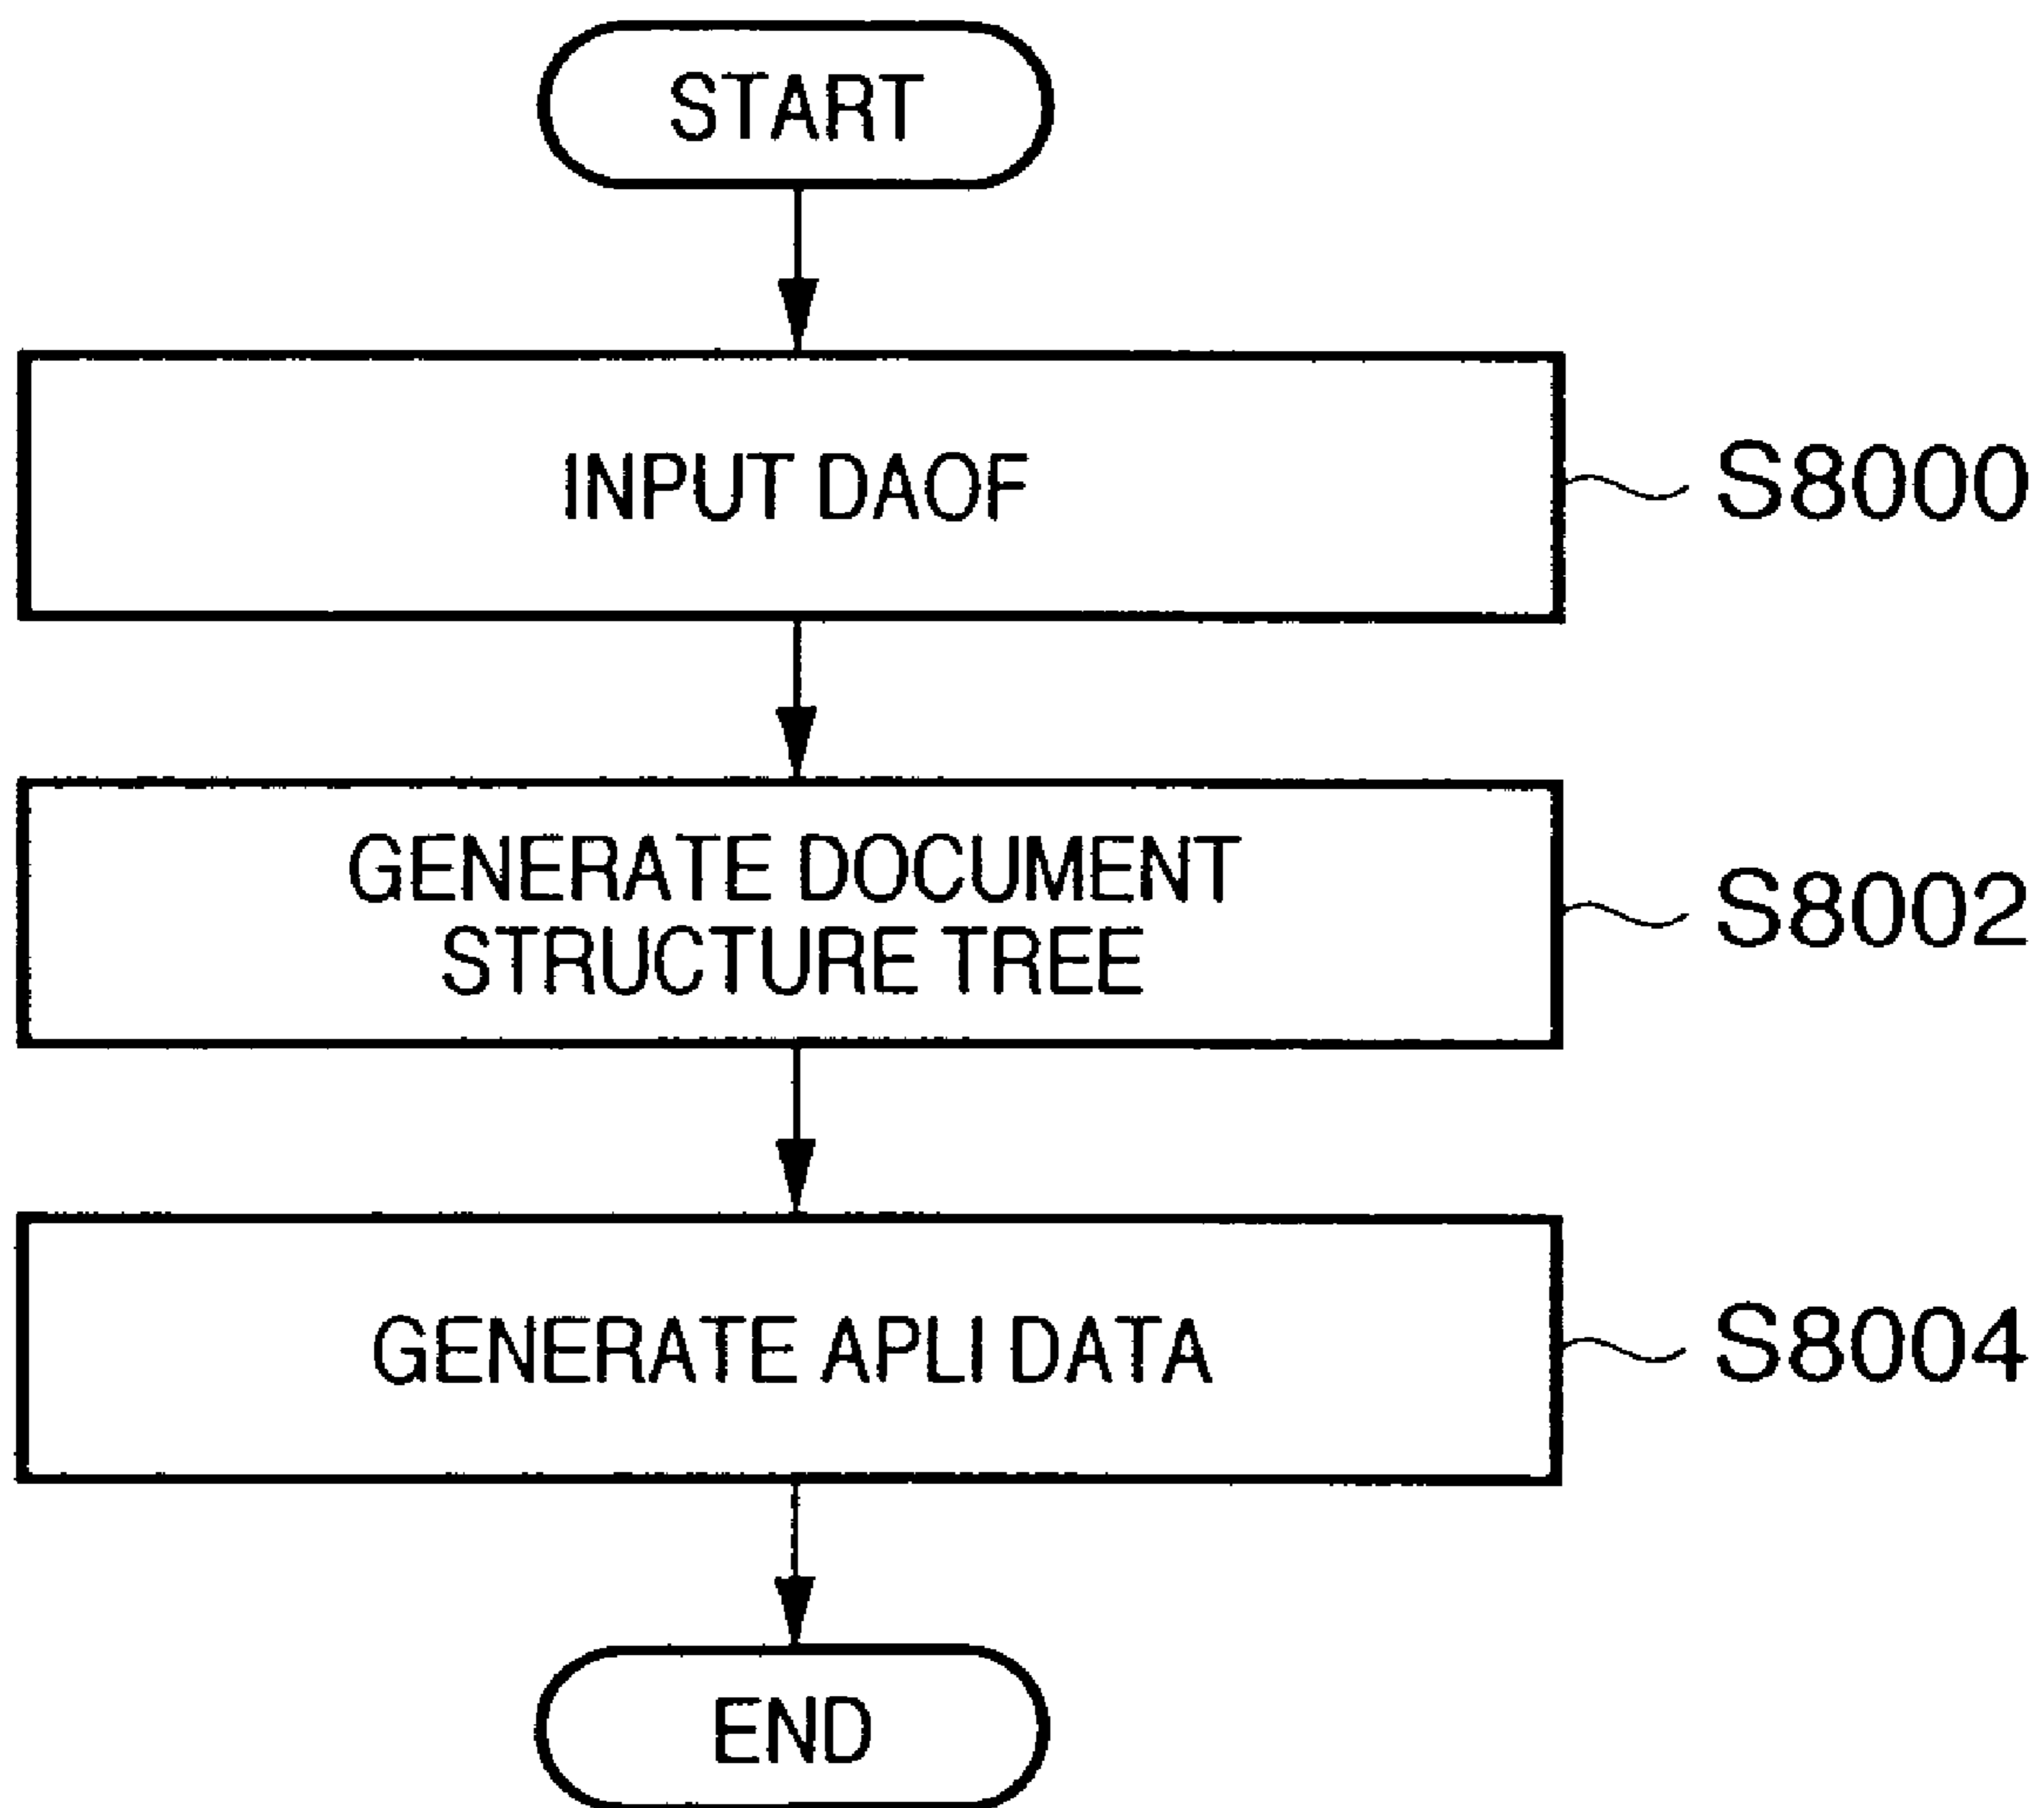 START
INPUT DAOF
S8000
GENERATE DOCUMENT
STRUCTURE TREE
S8002
GENERATE APLI DATA
S8004
END